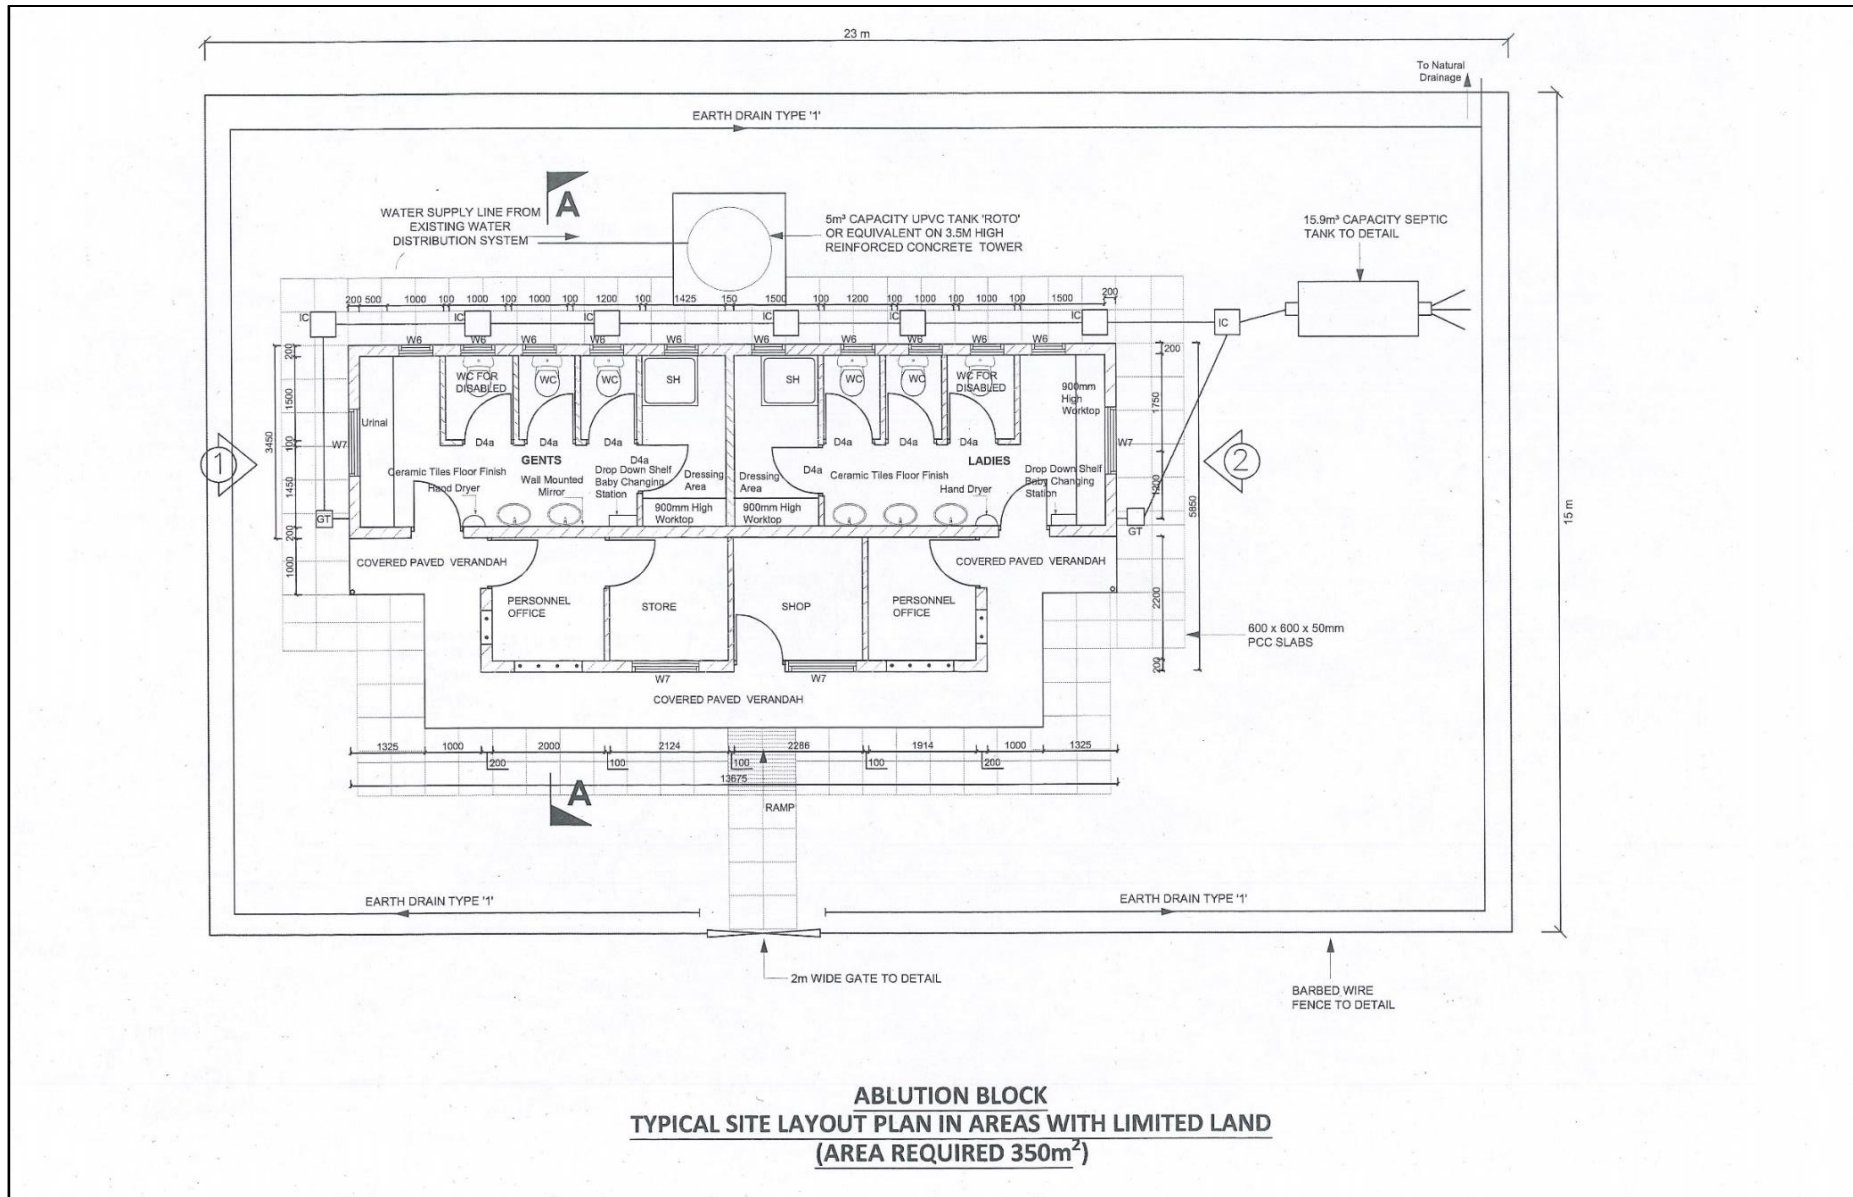 23 m
To Natural
Drainage
EARTH DRAIN TYPE '1'
A
WATER SUPPLY LINE FROM
EXISTING WATER
DISTRIBUTION SYSTEM
5m³ CAPACITY UPVC TANK 'ROTO'
OR EQUIVALENT ON 3.5M HIGH
REINFORCED CONCRETE TOWER
15.9m³ CAPACITY SEPTIC
TANK TO DETAIL
200 500 1000 100 1000 100 1000 100 1200 100 1425 150 1500 100 1200 100 1000 100 1000 100 1500 200
IC IC IC IC IC IC IC
W6 W6 W6 W6 W6 W6 W6 W6 W6 W6
200 200
WC FOR
DISABLED
WC WC SH SH WC WC
WC FOR
DISABLED
900mm
High
Worktop
1500 1750
Urinal
3450 100
W7 W7
D4a D4a D4a D4a D4a D4a
1 2
GENTS LADIES
D4a D4a
Ceramic Tiles Floor Finish
Hand Dryer
Wall Mounted
Mirror
Drop Down Shelf
Baby Changing
Station
Dressing
Area
Dressing
Area
Ceramic Tiles Floor Finish
Hand Dryer
Drop Down Shelf
Baby Changing
Station
1450 1200
5850
15 m
900mm High
Worktop
900mm High
Worktop
GT GT
200
1000
COVERED PAVED VERANDAH
COVERED PAVED VERANDAH
PERSONNEL
OFFICE
STORE
SHOP
PERSONNEL
OFFICE
2200
600 x 600 x 50mm
PCC SLABS
200
W7 W7
COVERED PAVED VERANDAH
1325 1000 2000 2124 2286 1914 1000 1325
200 100 100 100 200
13675
A
RAMP
EARTH DRAIN TYPE '1'
EARTH DRAIN TYPE '1'
2m WIDE GATE TO DETAIL
BARBED WIRE
FENCE TO DETAIL
ABLUTION BLOCK
TYPICAL SITE LAYOUT PLAN IN AREAS WITH LIMITED LAND
(AREA REQUIRED 350m²)